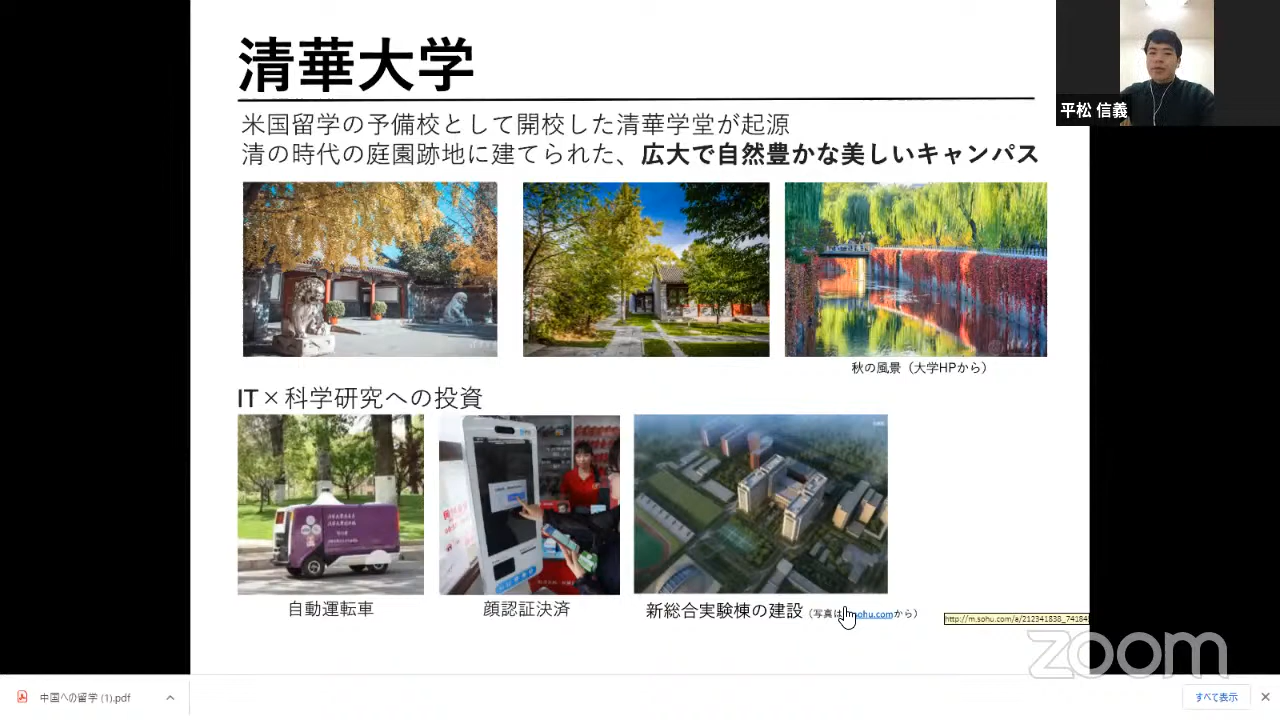 清華大学
米国留学の予備校として開校した清華学堂が起源
清の時代の庭園跡地に建てられた、広大で自然豊かな美しいキャンパス
秋の風景（大学HPから）
IT×科学研究への投資
自動運転車
顔認証決済
新総合実験棟の建設（写真は ohu.comから）
http://m.sohu.com/a/212341838_74184
平松 信義
zoom
中国への留学 (1).pdf
すべて表示